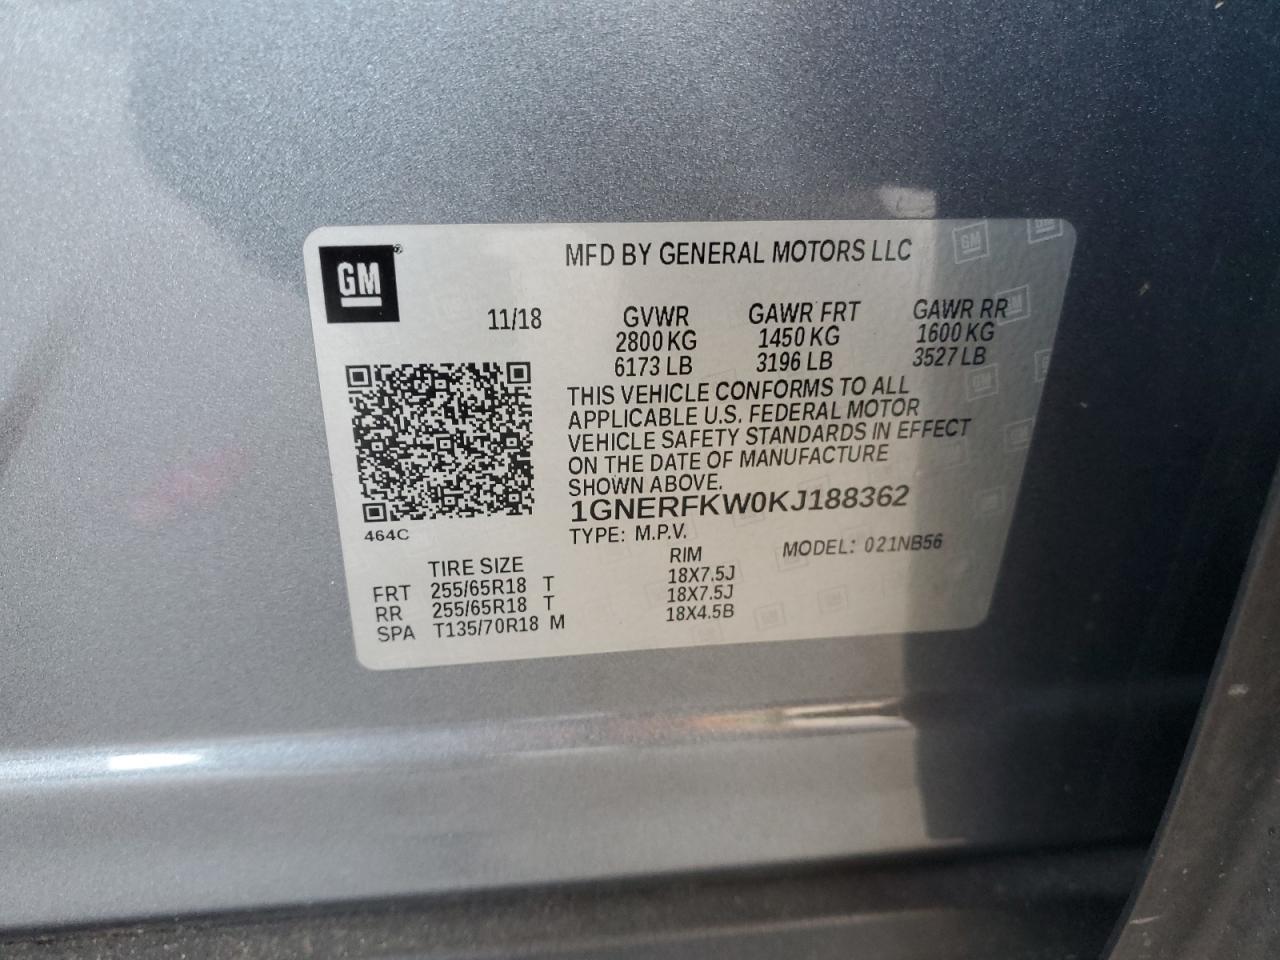 GM®
MFD BY GENERAL MOTORS LLC
11/18
GVWR GAWR FRT GAWR RR
2800 KG 1450 KG 1600 KG
6173 LB 3196 LB 3527 LB
THIS VEHICLE CONFORMS TO ALL
APPLICABLE U.S. FEDERAL MOTOR
VEHICLE SAFETY STANDARDS IN EFFECT
ON THE DATE OF MANUFACTURE
SHOWN ABOVE.
1GNERFKW0KJ188362
464C
TYPE: M.P.V. MODEL: 021NB56
TIRE SIZE RIM
FRT 255/65R18 T 18X7.5J
RR 255/65R18 T 18X7.5J
SPA T135/70R18 M 18X4.5B